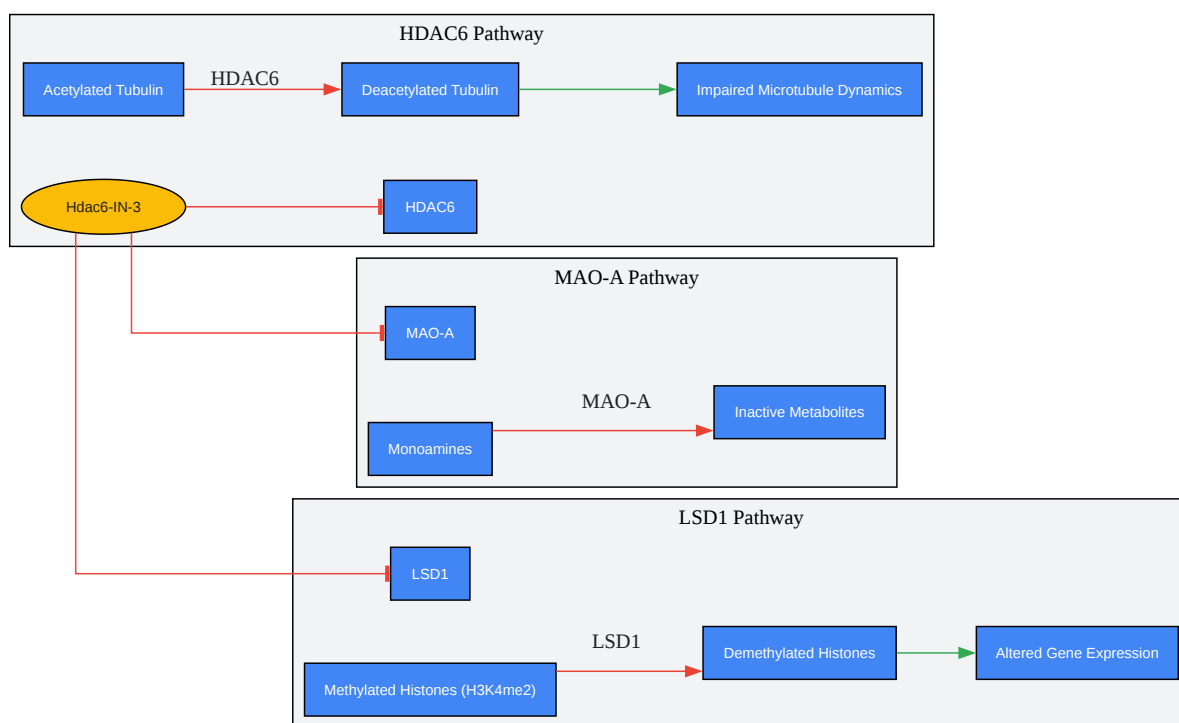 HDAC6 Pathway
Acetylated Tubulin
HDAC6
Deacetylated Tubulin
Impaired Microtubule Dynamics
Hdac6-IN-3
HDAC6
MAO-A Pathway
MAO-A
MAO-A
Inactive Metabolites
Monoamines
LSD1 Pathway
LSD1
LSD1
Demethylated Histones
Altered Gene Expression
Methylated Histones (H3K4me2)